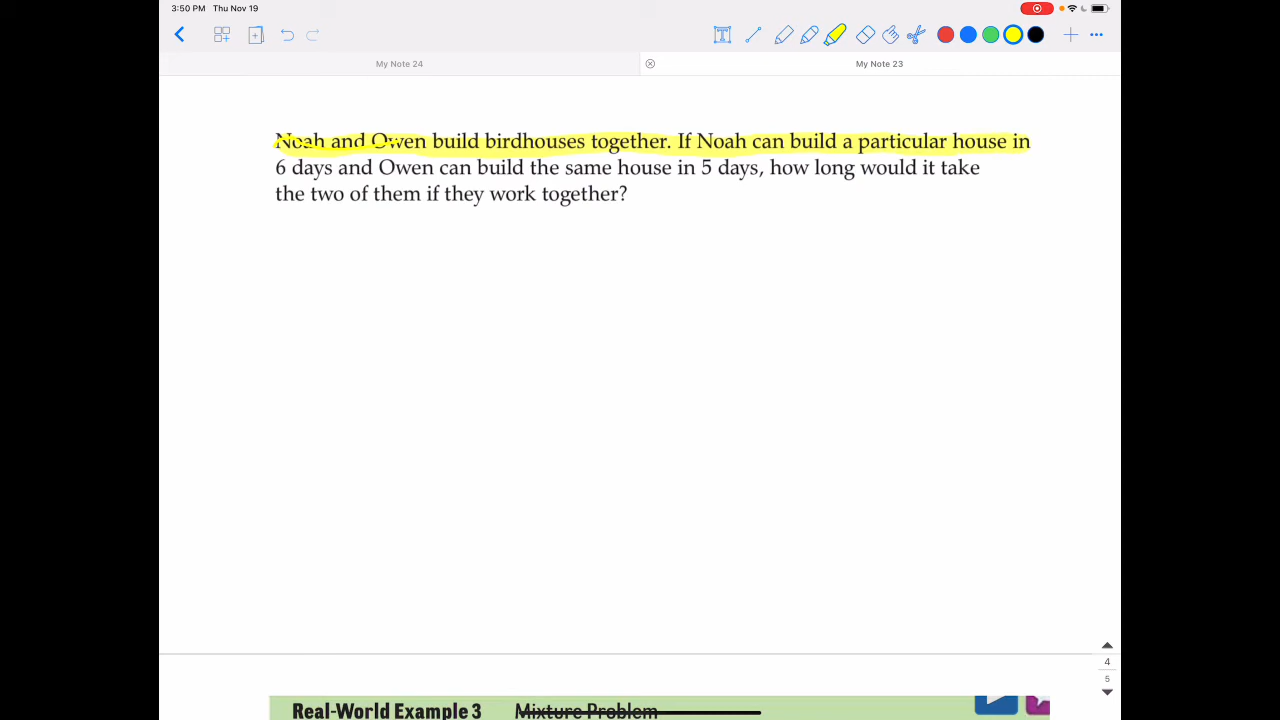 3:50 PM Thu Nov 19
T
My Note 24
My Note 23
Noah and Owen build birdhouses together. If Noah can build a particular house in
6 days and Owen can build the same house in 5 days, how long would it take
the two of them if they work together?
4
5
Real-World Example 3 Mixture Problem